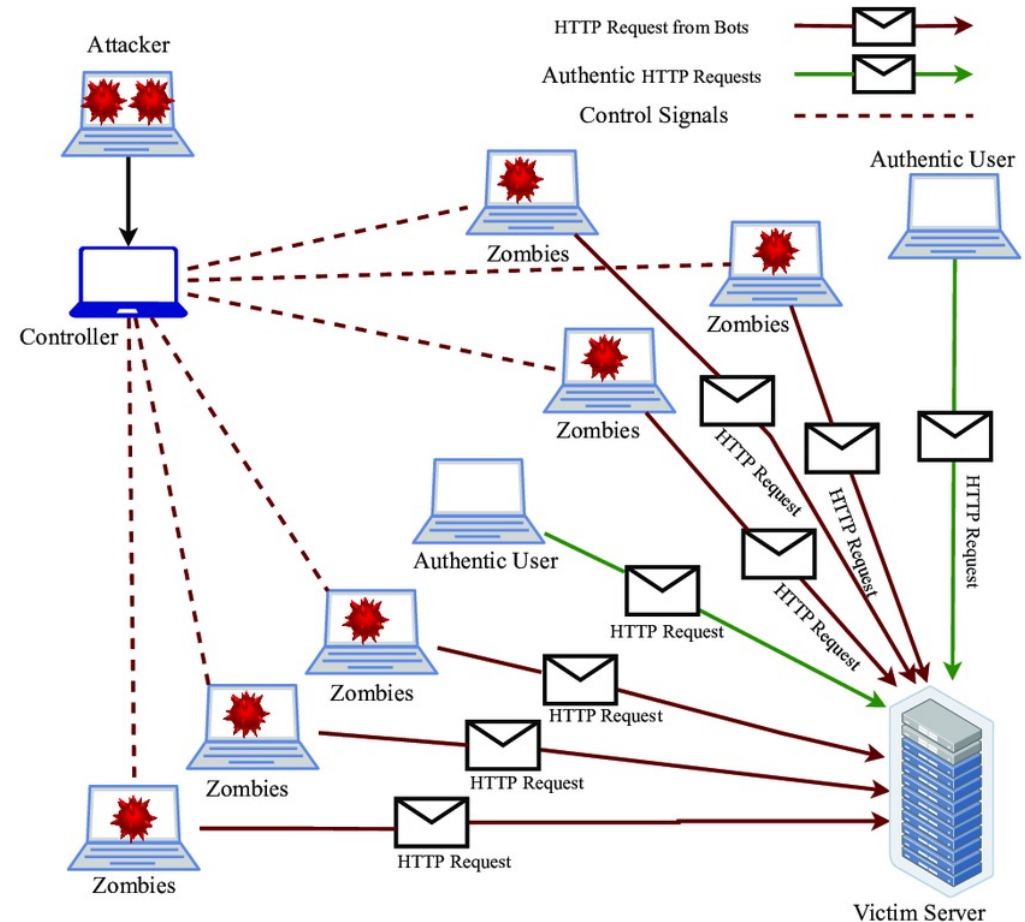 HTTP Request from Bots
Attacker
Authentic HTTP Requests
Control Signals
Authentic User
Zombies
Zombies
Controller
Zombies
HTTP Request
HTTP Request
HTTP Request
Authentic User
HTTP Request
HTTP Request
Zombies
HTTP Request
Zombies
HTTP Request
HTTP Request
Zombies
Victim Server